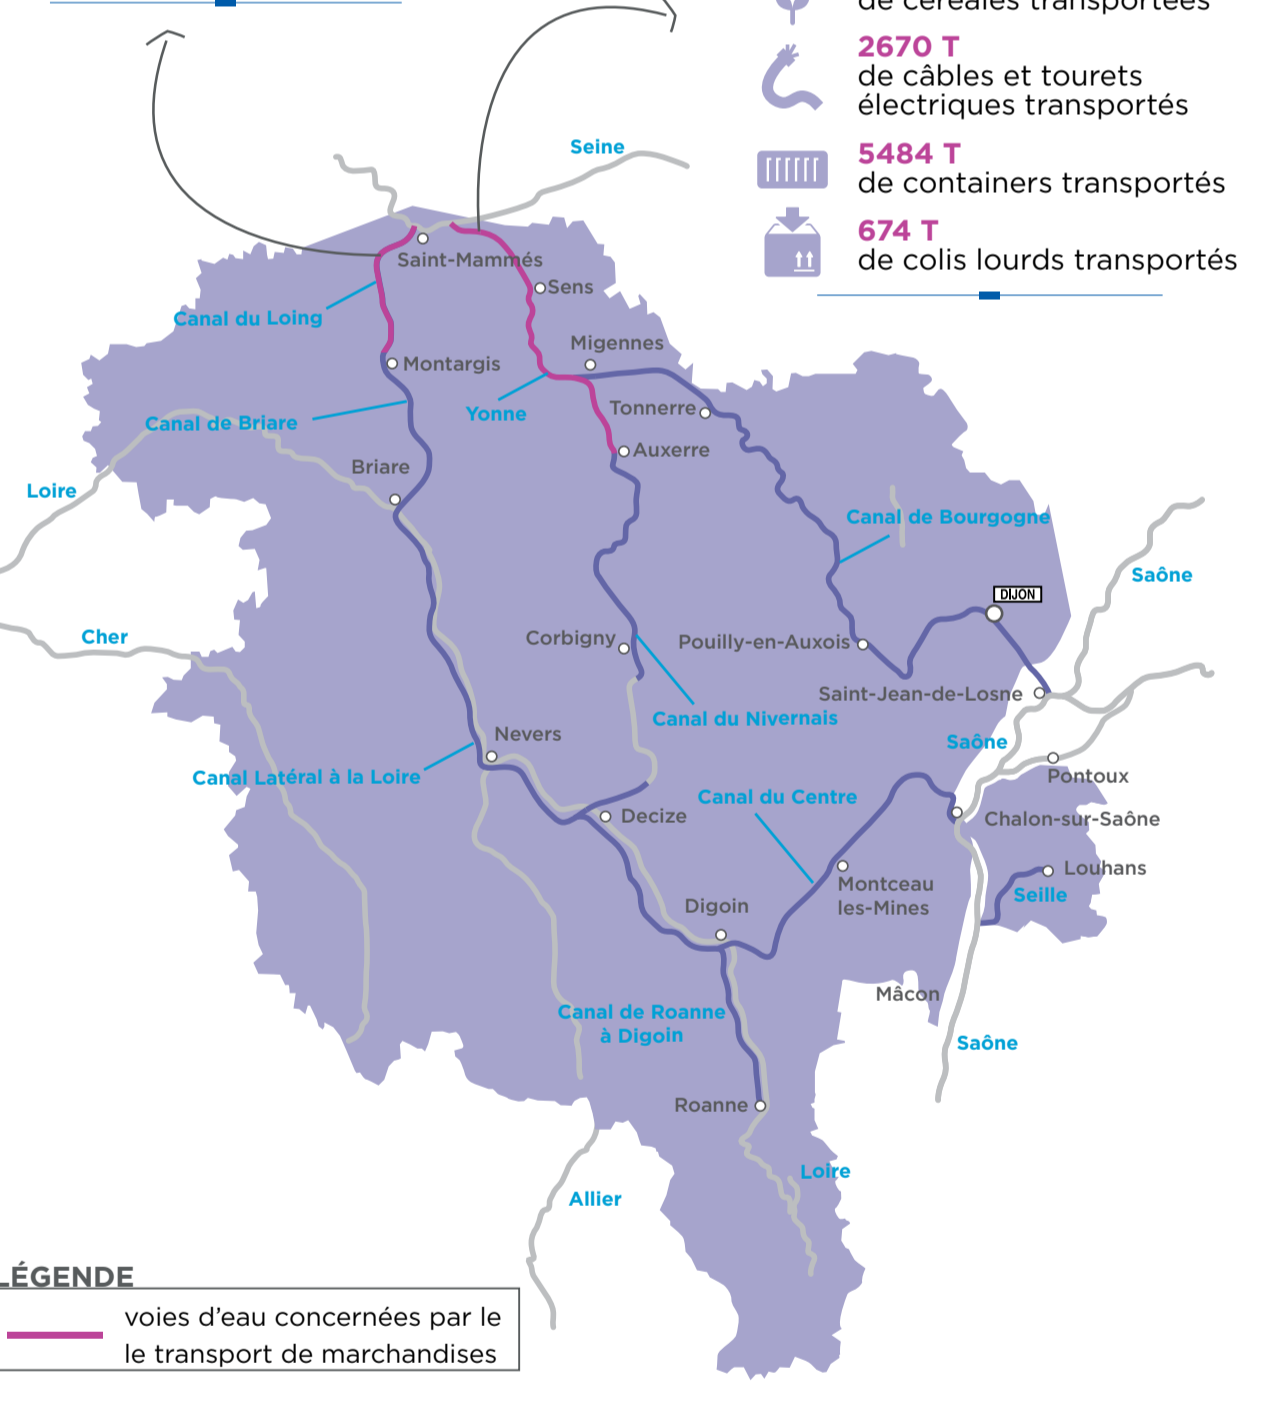 de céréales transportées
2670 T
de câbles et tourets
électriques transportés
5484 T
de containers transportés
674 T
de colis lourds transportés
Seine
Saint-Mammés
Sens
Canal du Loing
Migennes
Montargis
Yonne
Tonnerre
Canal de Briare
Auxerre
Briare
Loire
Canal de Bourgogne
Saône
DIJON
Cher
Corbigny
Pouilly-en-Auxois
Saint-Jean-de-Losne
Canal du Nivernais
Nevers
Saône
Canal Latéral à la Loire
Pontoux
Canal du Centre
Decize
Chalon-sur-Saône
Louhans
Montceau
les-Mines
Seille
Digoin
Mâcon
Canal de Roanne
à Digoin
Saône
Roanne
Loire
Allier
LÉGENDE
voies d'eau concernées par le
le transport de marchandises